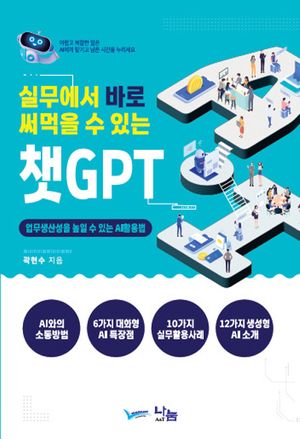 어렵고 복잡한 일은
AI에게 맡기고 남은 시간을 누리세요
실무에서 바로
써먹을 수 있는
챗GPT
업무생산성을 높일 수 있는 AI활용법
곽현수 지음
AI와의
소통방법
6가지 대화형
AI 특장점
10가지
실무활용사례
12가지 생성형
AI 소개
나눔
A&T